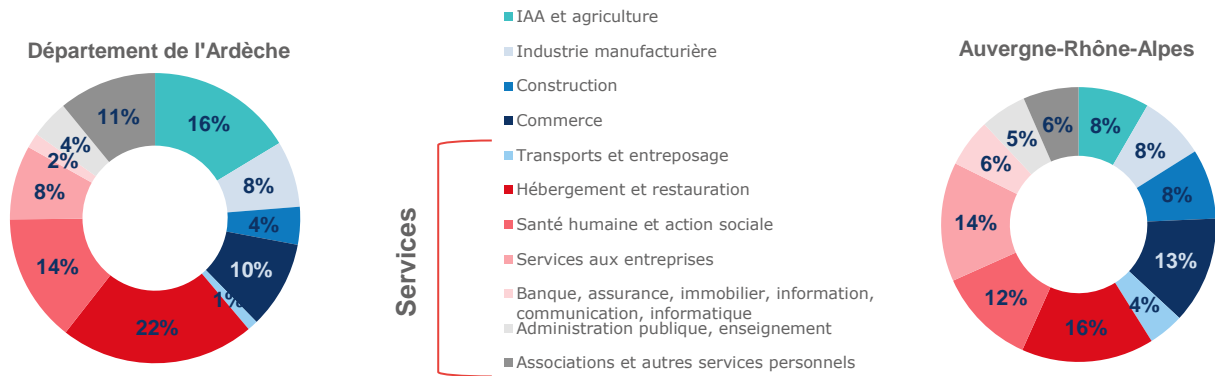 Département de l'Ardèche
16%
8%
4%
10%
1%
22%
14%
8%
2%
4%
11%
Services
IAA et agriculture
Industrie manufacturière
Construction
Commerce
Transports et entreposage
Hébergement et restauration
Santé humaine et action sociale
Services aux entreprises
Banque, assurance, immobilier, information,
communication, informatique
Administration publique, enseignement
Associations et autres services personnels
Auvergne-Rhône-Alpes
8%
8%
8%
13%
4%
16%
12%
14%
6%
5%
6%